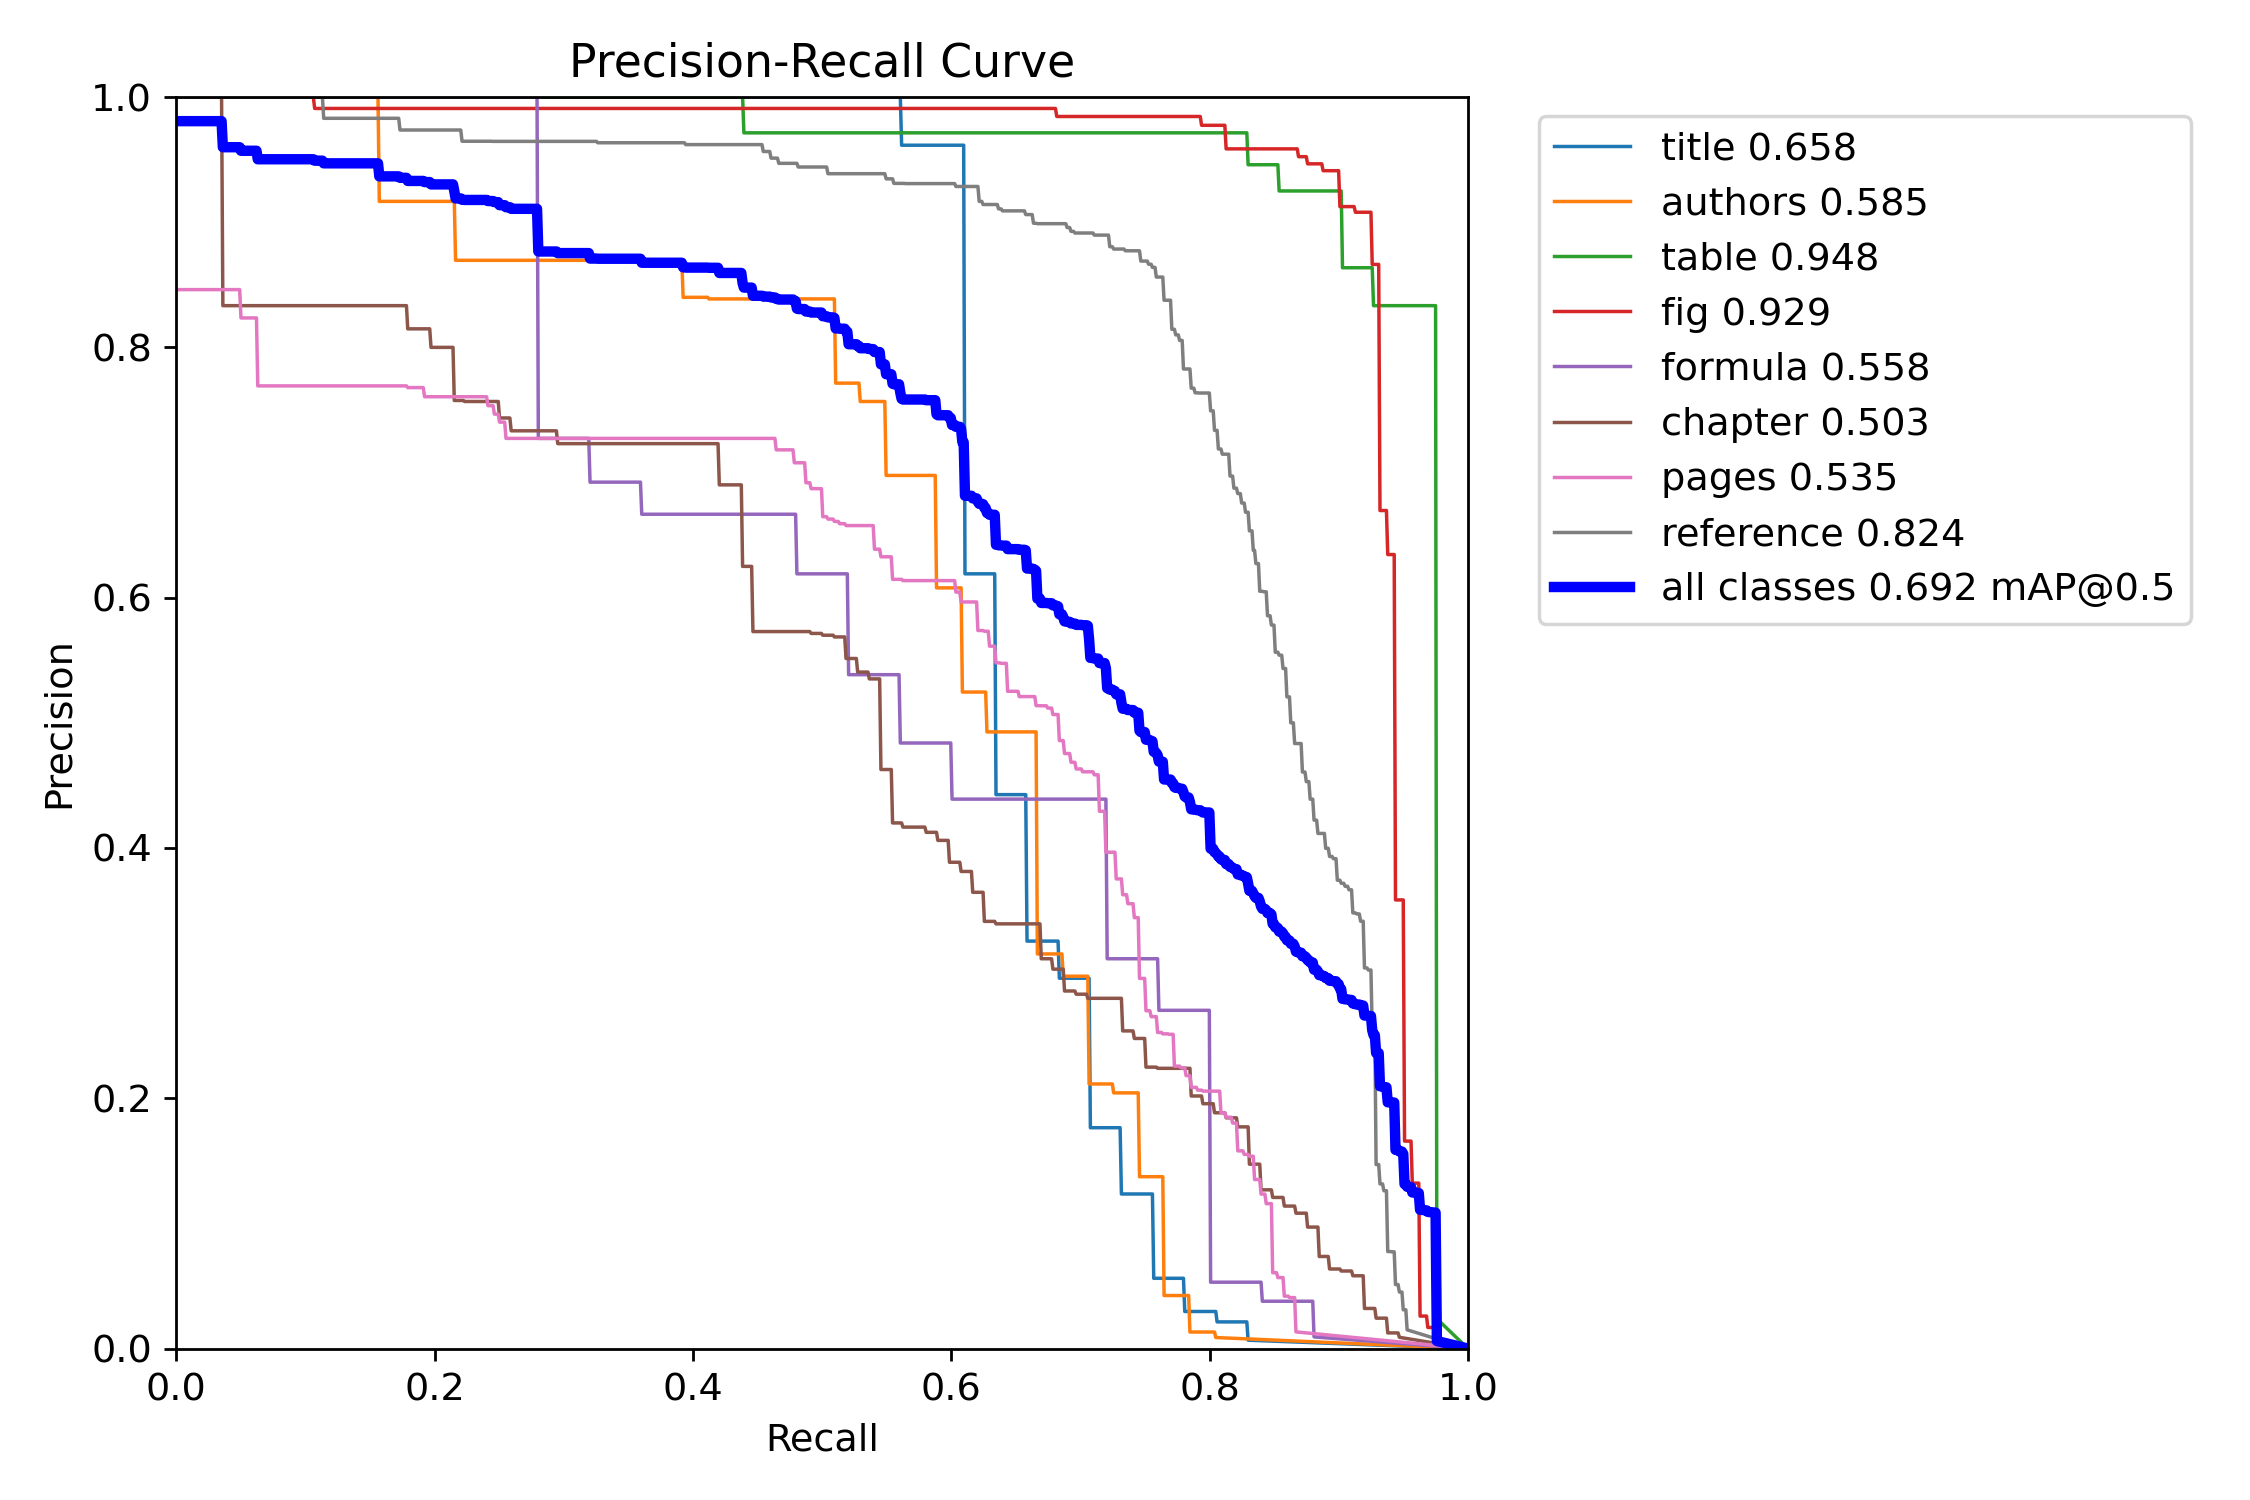 Precision-Recall Curve
1.0
0.8
0.6
0.4
0.2
0.0
Precision
0.0 0.2 0.4 0.6 0.8 1.0
Recall
title 0.658
authors 0.585
table 0.948
fig 0.929
formula 0.558
chapter 0.503
pages 0.535
reference 0.824
all classes 0.692 mAP@0.5